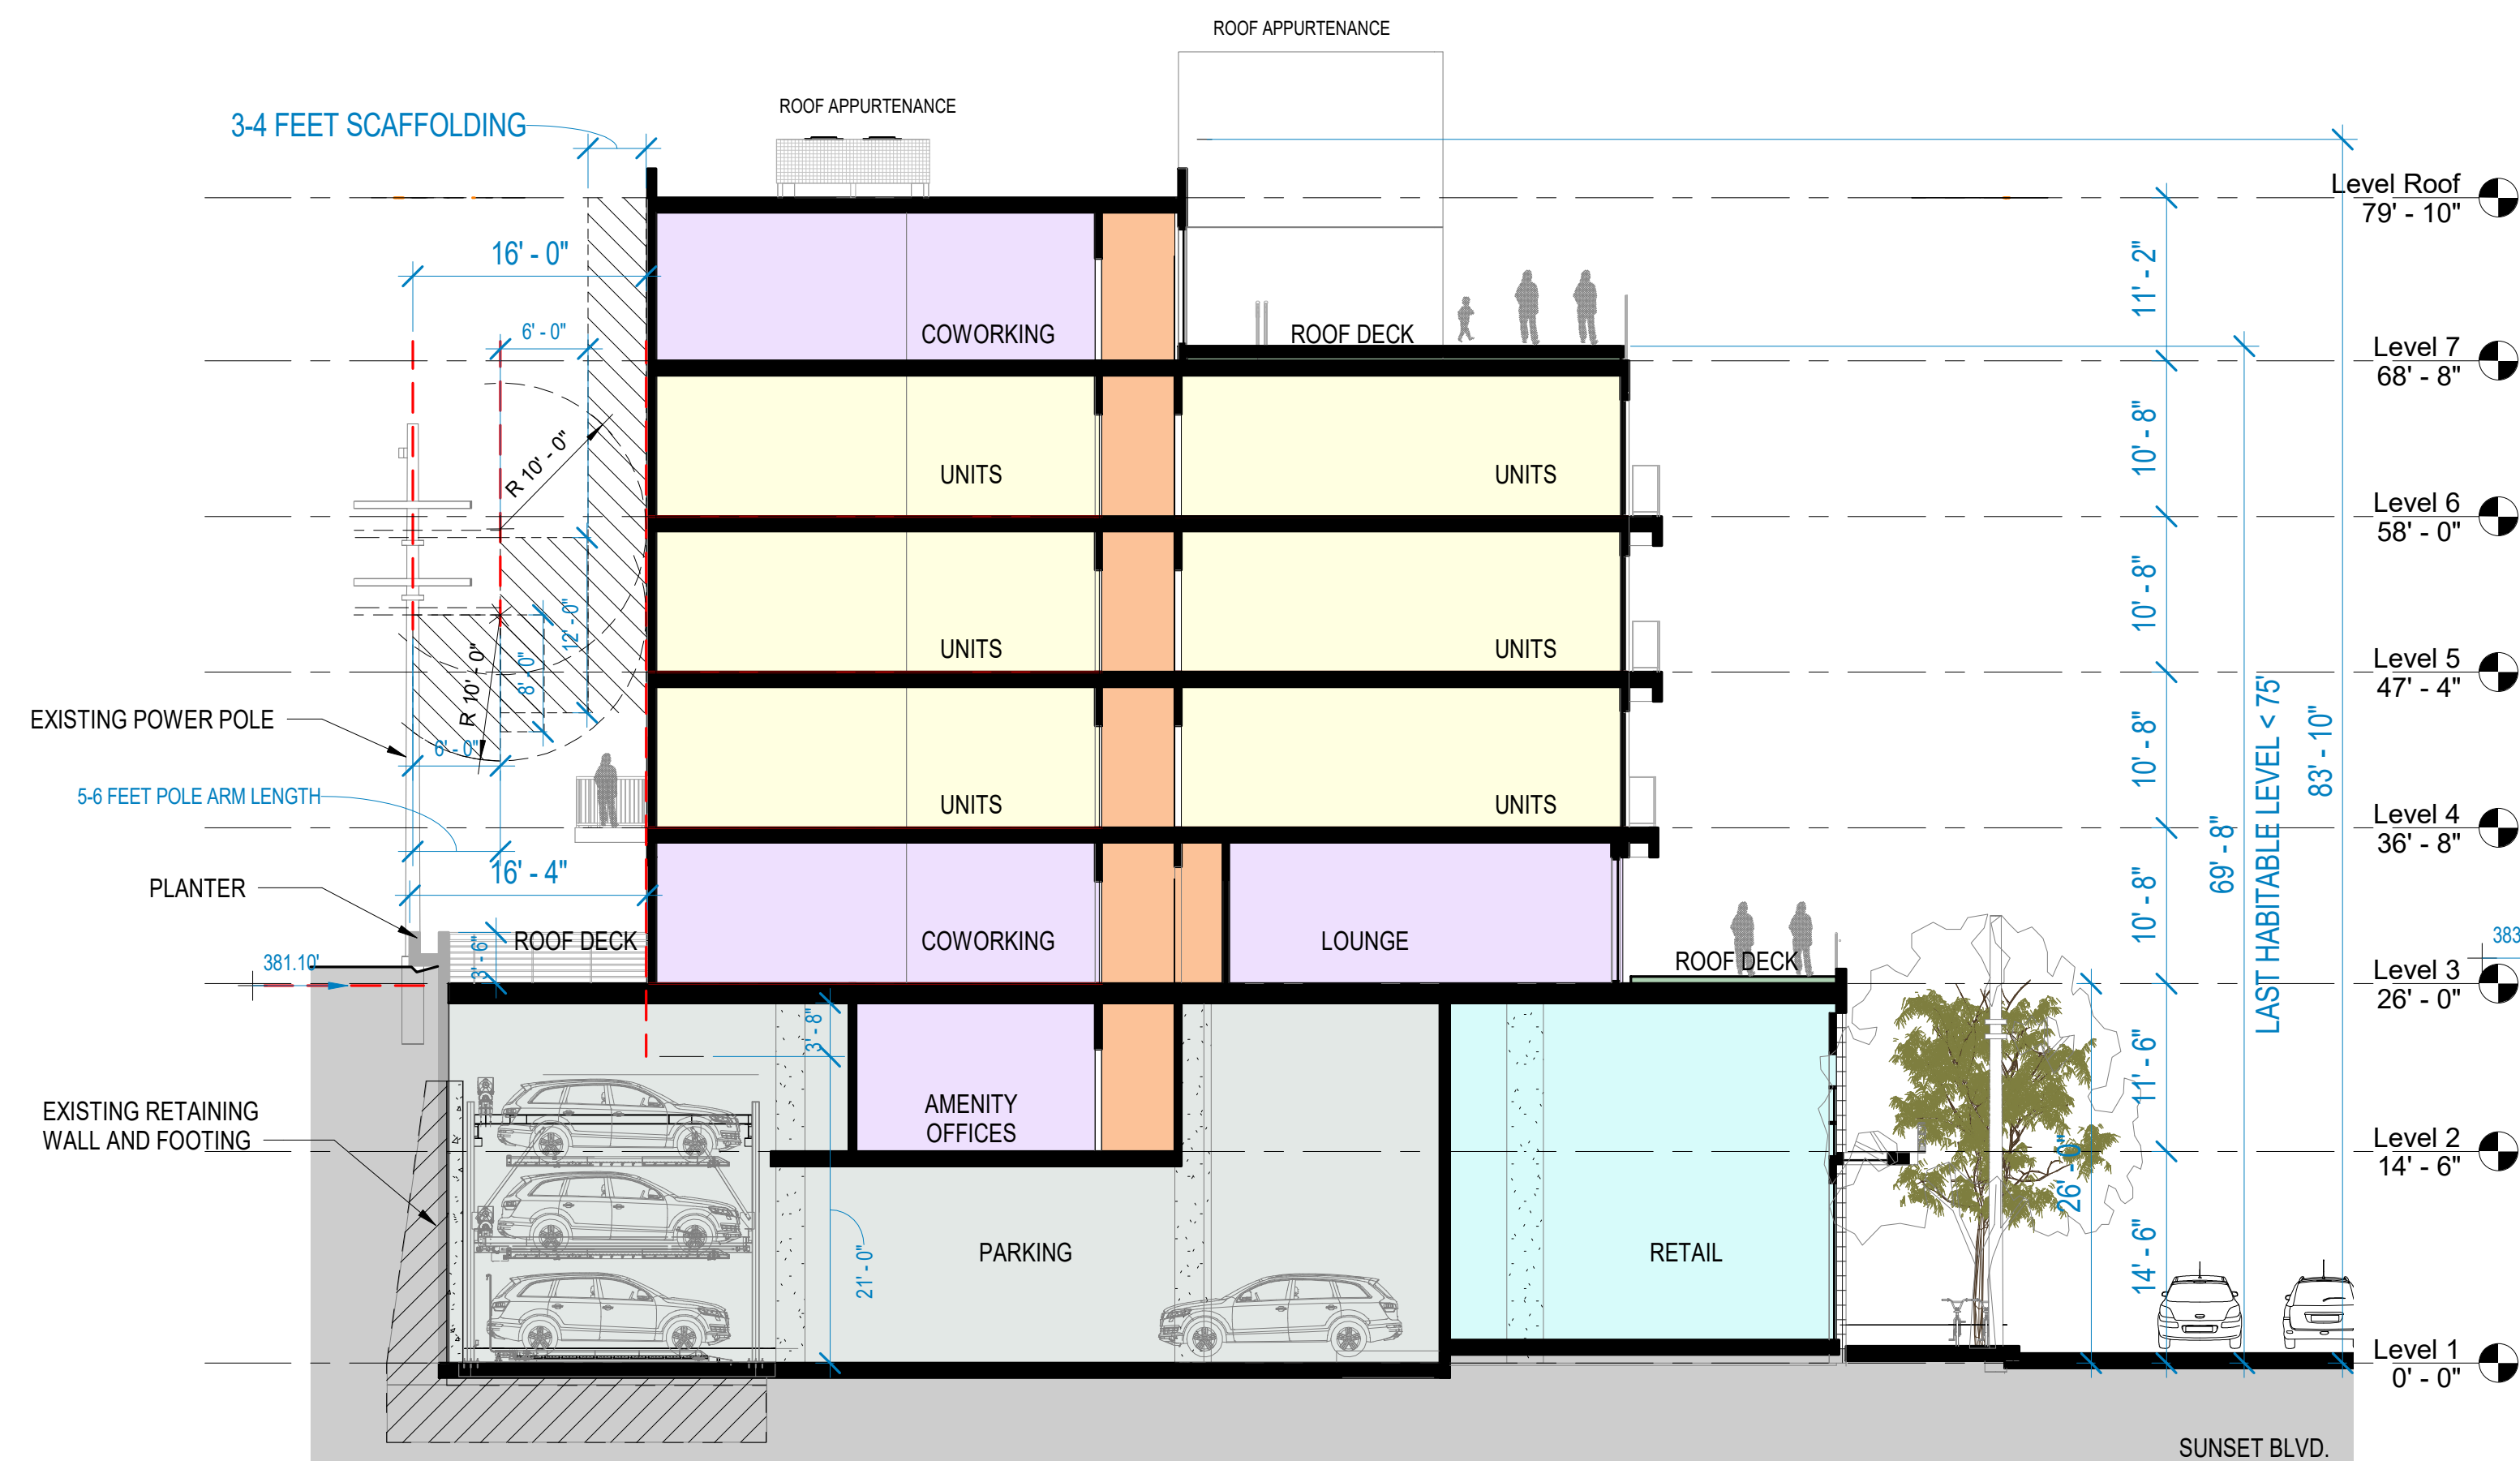 ROOF APPURTENANCE
ROOF APPURTENANCE
3-4 FEET SCAFFOLDING
Level Roof
79' - 10"
16' - 0"
11' - 2"
6' - 0"
COWORKING
ROOF DECK
Level 7
68' - 8"
R 10' - 0"
10' - 8"
UNITS
UNITS
Level 6
58' - 0"
12' - 0"
10' - 8"
8' - 0"
R 10' - 0"
UNITS
UNITS
Level 5
47' - 4"
EXISTING POWER POLE
6' - 0"
10' - 8"
LAST HABITABLE LEVEL < 75'
83' - 10"
5-6 FEET POLE ARM LENGTH
UNITS
UNITS
Level 4
36' - 8"
69' - 8"
16' - 4"
PLANTER
10' - 8"
3' - 6"
ROOF DECK
COWORKING
LOUNGE
ROOF DECK
381.10'
383
Level 3
26' - 0"
3' - 8"
11' - 6"
EXISTING RETAINING
WALL AND FOOTING
AMENITY
OFFICES
Level 2
14' - 6"
26' - 0"
21' - 0"
PARKING
RETAIL
14' - 6"
Level 1
0' - 0"
SUNSET BLVD.